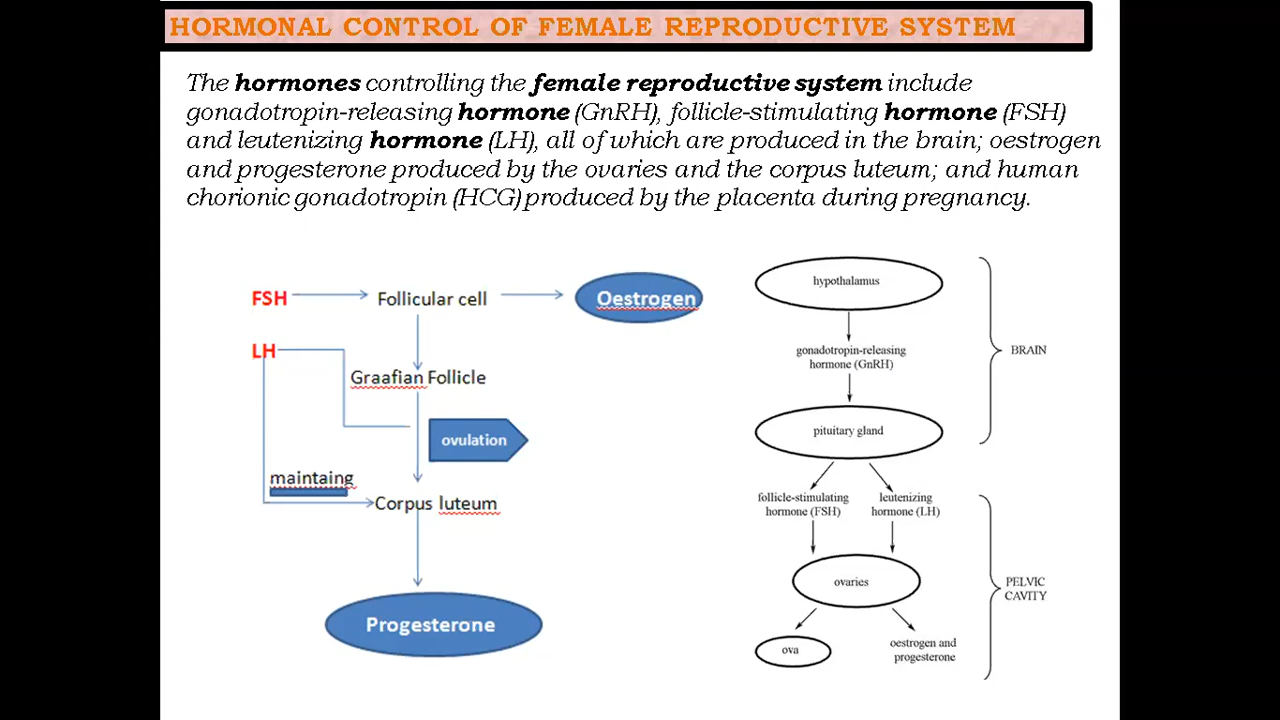 HORMONAL CONTROL OF FEMALE REPRODUCTIVE SYSTEM
The hormones controlling the female reproductive system include
gonadotropin-releasing hormone (GnRH), follicle-stimulating hormone (FSH)
and leutenizing hormone (LH), all of which are produced in the brain; oestrogen
and progesterone produced by the ovaries and the corpus luteum; and human
chorionic gonadotropin (HCG) produced by the placenta during pregnancy.
FSH
Follicular cell
Oestrogen
LH
Graafian Follicle
ovulation
maintaing
Corpus luteum
Progesterone
hypothalamus
gonadotropin-releasing
hormone (GnRH)
BRAIN
pituitary gland
follicle-stimulating
hormone (FSH)
leutenizing
hormone (LH)
ovaries
PELVIC
CAVITY
ova
oestrogen and
progesterone